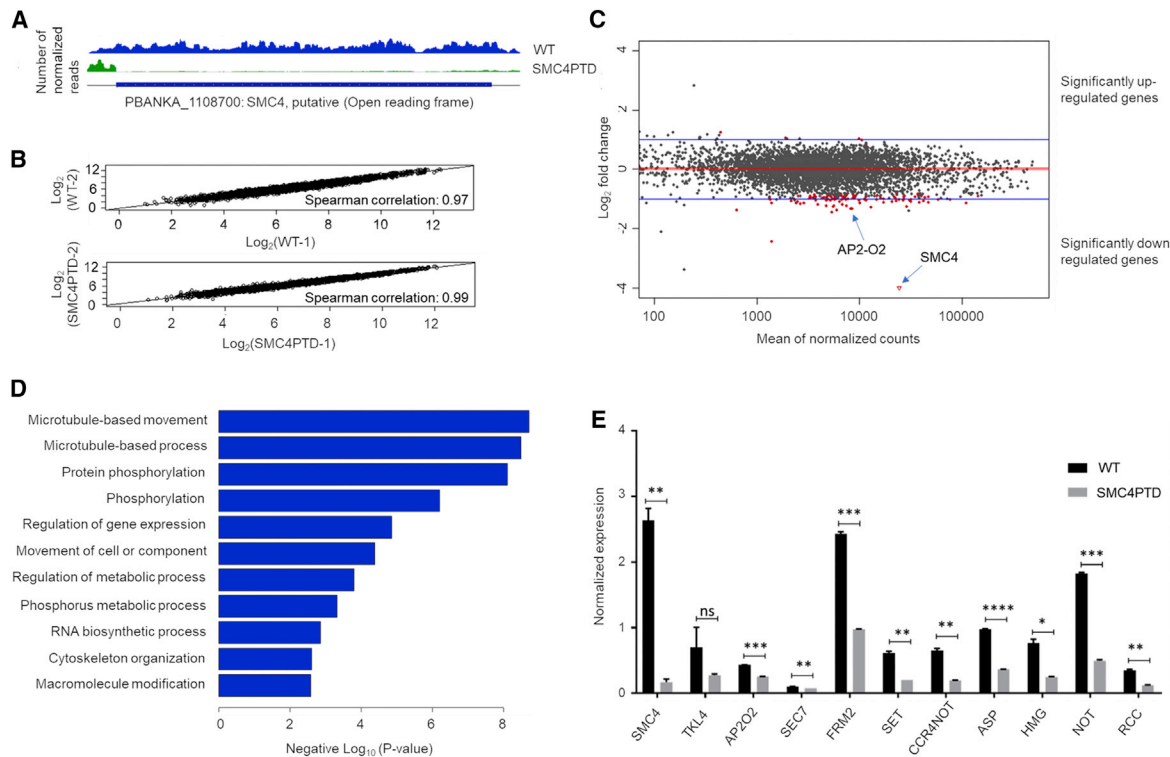 A
Number of
normalized
reads
WT
SMC4PTD
PBANKA_1108700: SMC4, putative (Open reading frame)
B
Log2
(WT-2)
12
6
0
Spearman correlation: 0.97
0 2 4 6 8 10 12
Log2(WT-1)
Log2
(SMC4PTD-2)
12
6
0
Spearman correlation: 0.99
0 2 4 6 8 10 12
Log2(SMC4PTD-1)
C
Log2 fold change
4
2
0
-2
-4
AP2-O2
SMC4
100 1000 10000 100000
Mean of normalized counts
Significantly up-
regulated genes
Significantly down
regulated genes
D
Microtubule-based movement
Microtubule-based process
Protein phosphorylation
Phosphorylation
Regulation of gene expression
Movement of cell or component
Regulation of metabolic process
Phosphorus metabolic process
RNA biosynthetic process
Cytoskeleton organization
Macromolecule modification
0 2 4 6 8
Negative Log10 (P-value)
E
Normalized expression
4
3
2
1
0
WT
SMC4PTD
** ns *** ** *** ** ** **** * *** **
SMC4 TKL4 AP2O2 SEC7 FRM2 SET CCR4NOT ASP HMG NOT RCC